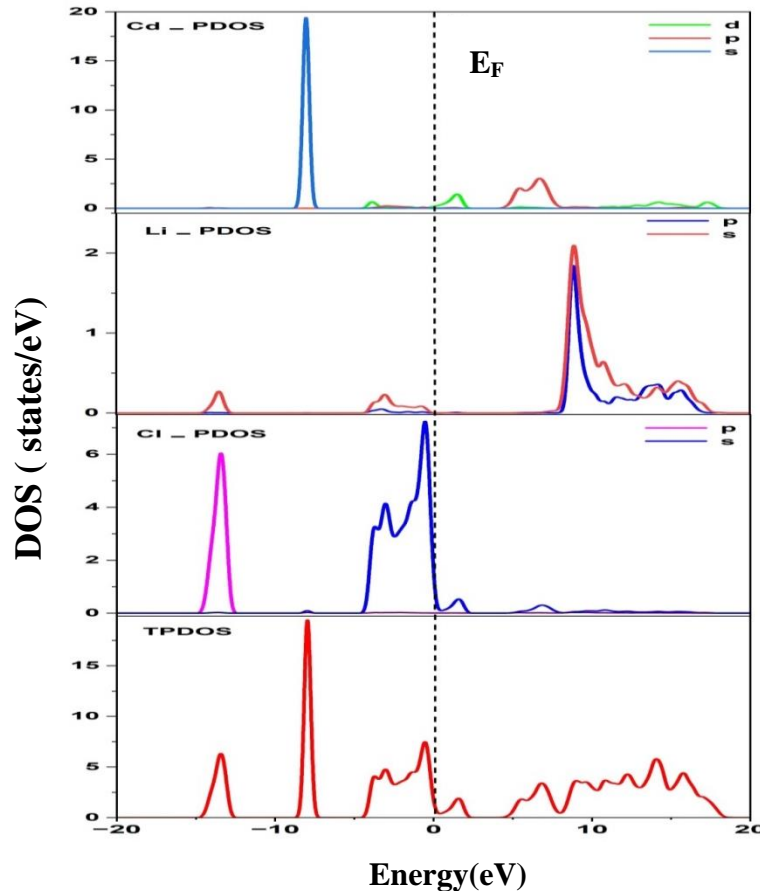 Cd _ PDOS
E_F
d
p
s
20
15
10
5
0
Li _ PDOS
p
s
2
1
0
Cl _ PDOS
p
s
6
4
2
0
TPDOS
15
10
5
0
−20
−10
0
10
20
DOS ( states/eV)
Energy(eV)